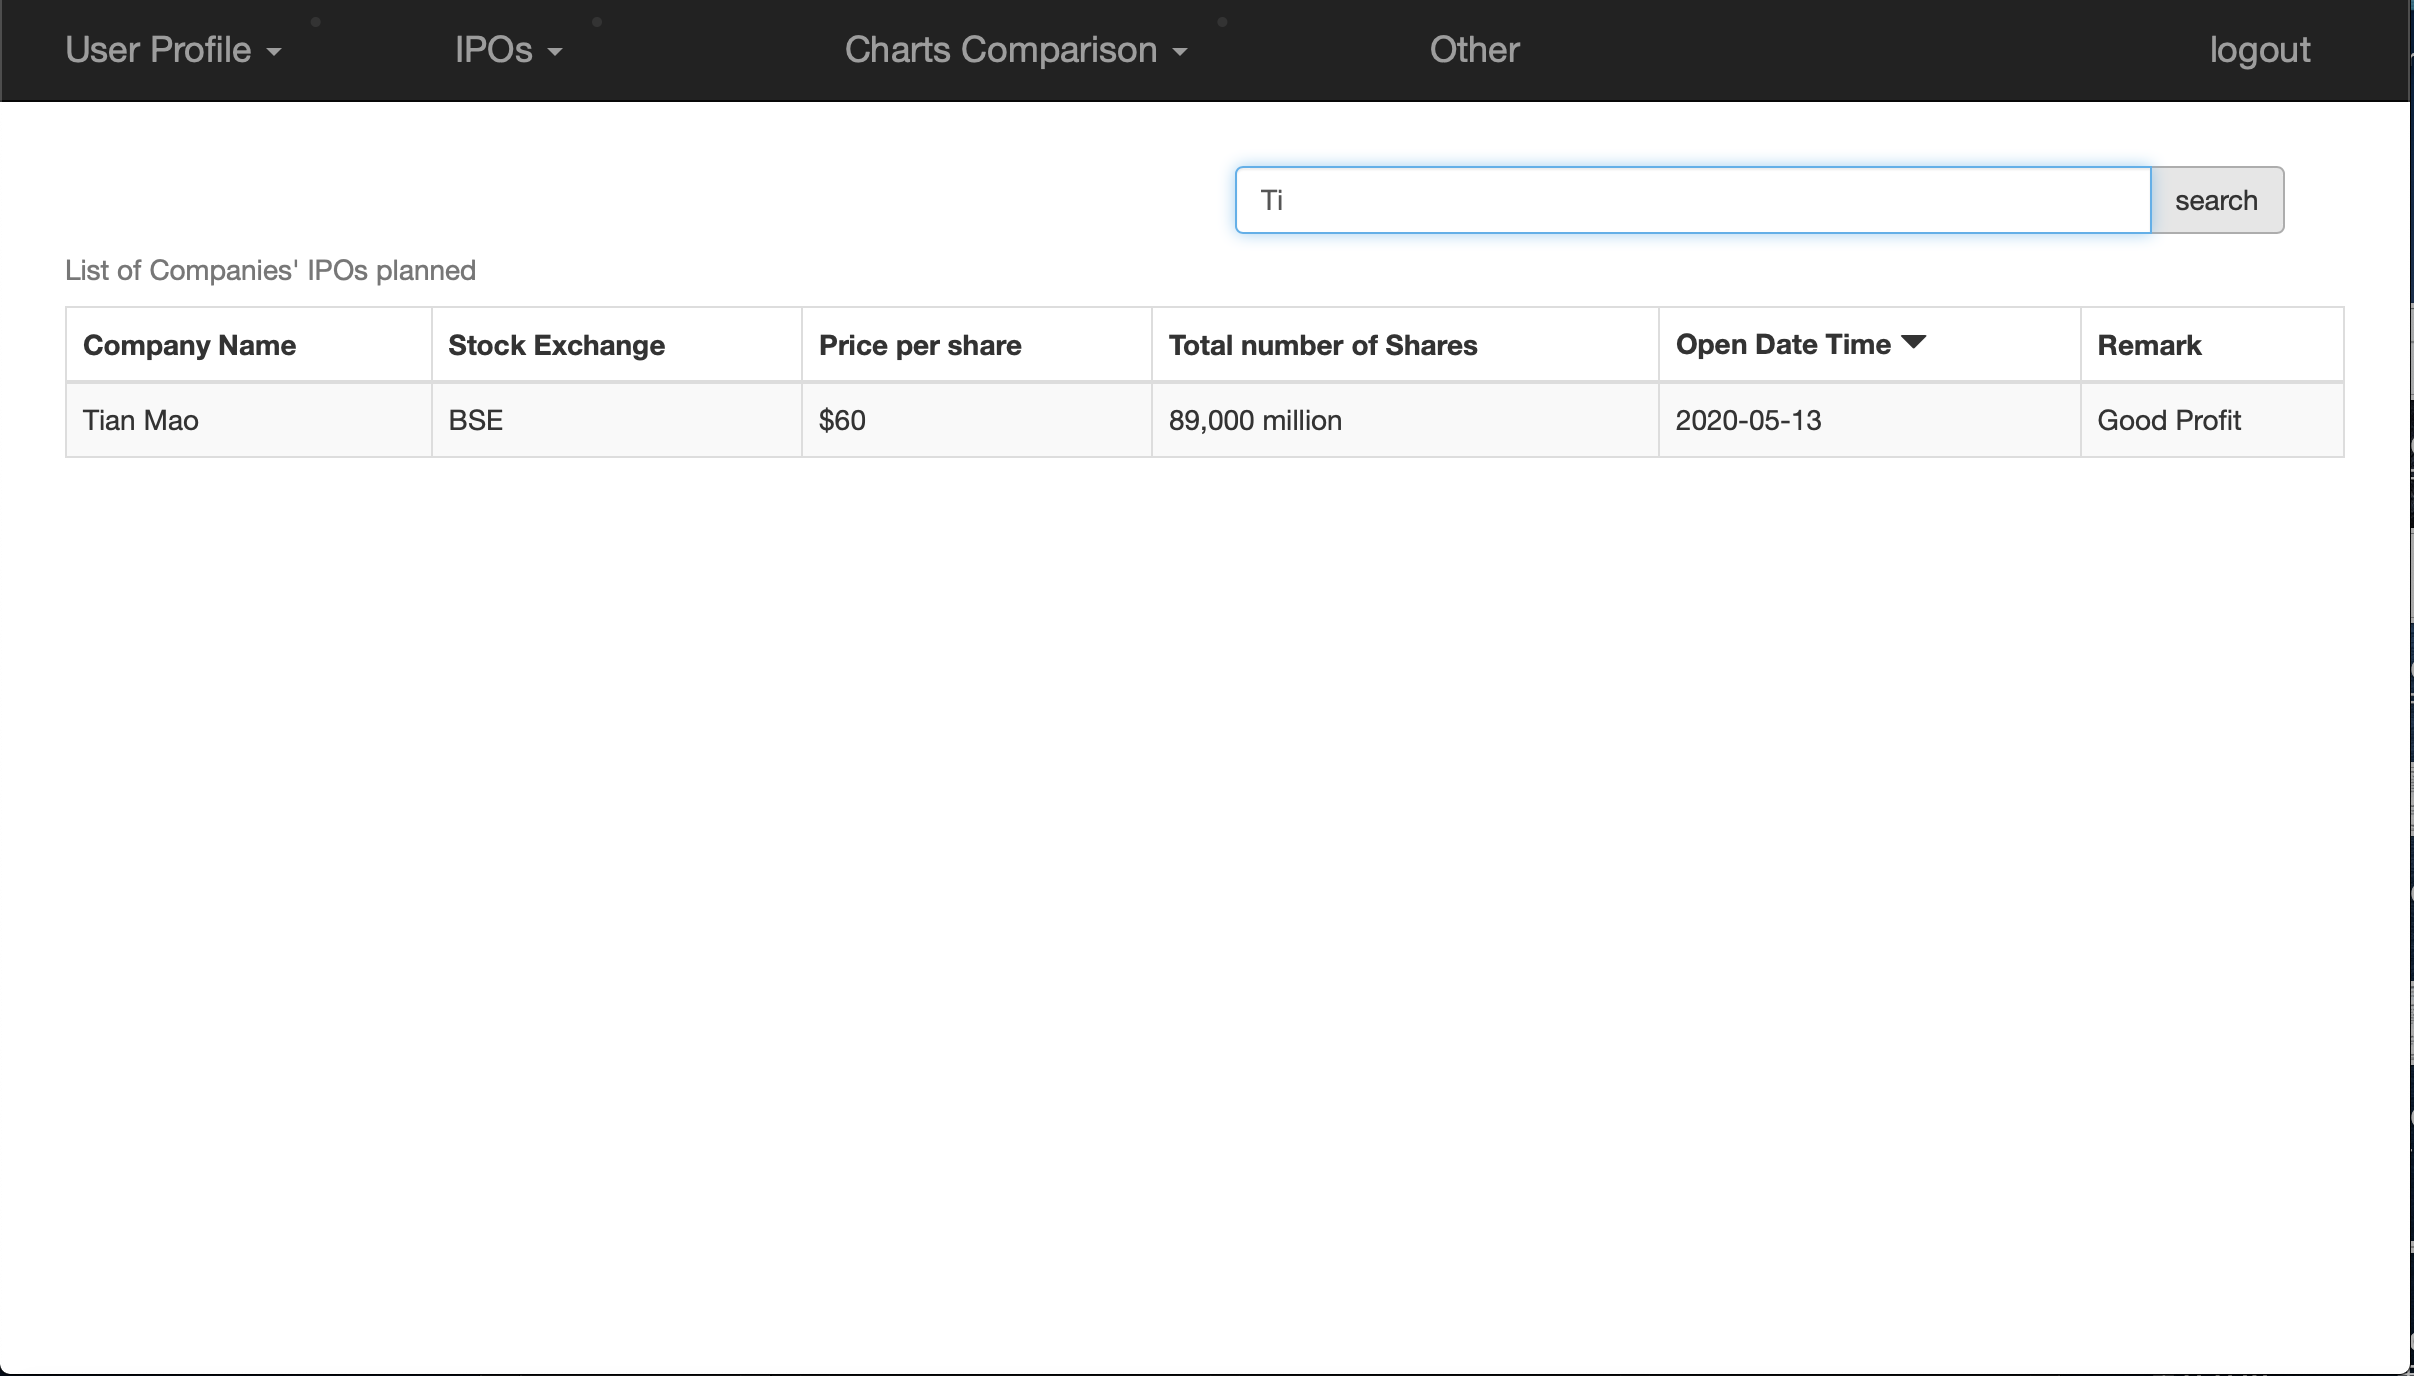 User Profile IPOs Charts Comparison Other logout
Ti search
List of Companies' IPOs planned
Company Name Stock Exchange Price per share Total number of Shares Open Date Time Remark
Tian Mao BSE $60 89,000 million 2020-05-13 Good Profit